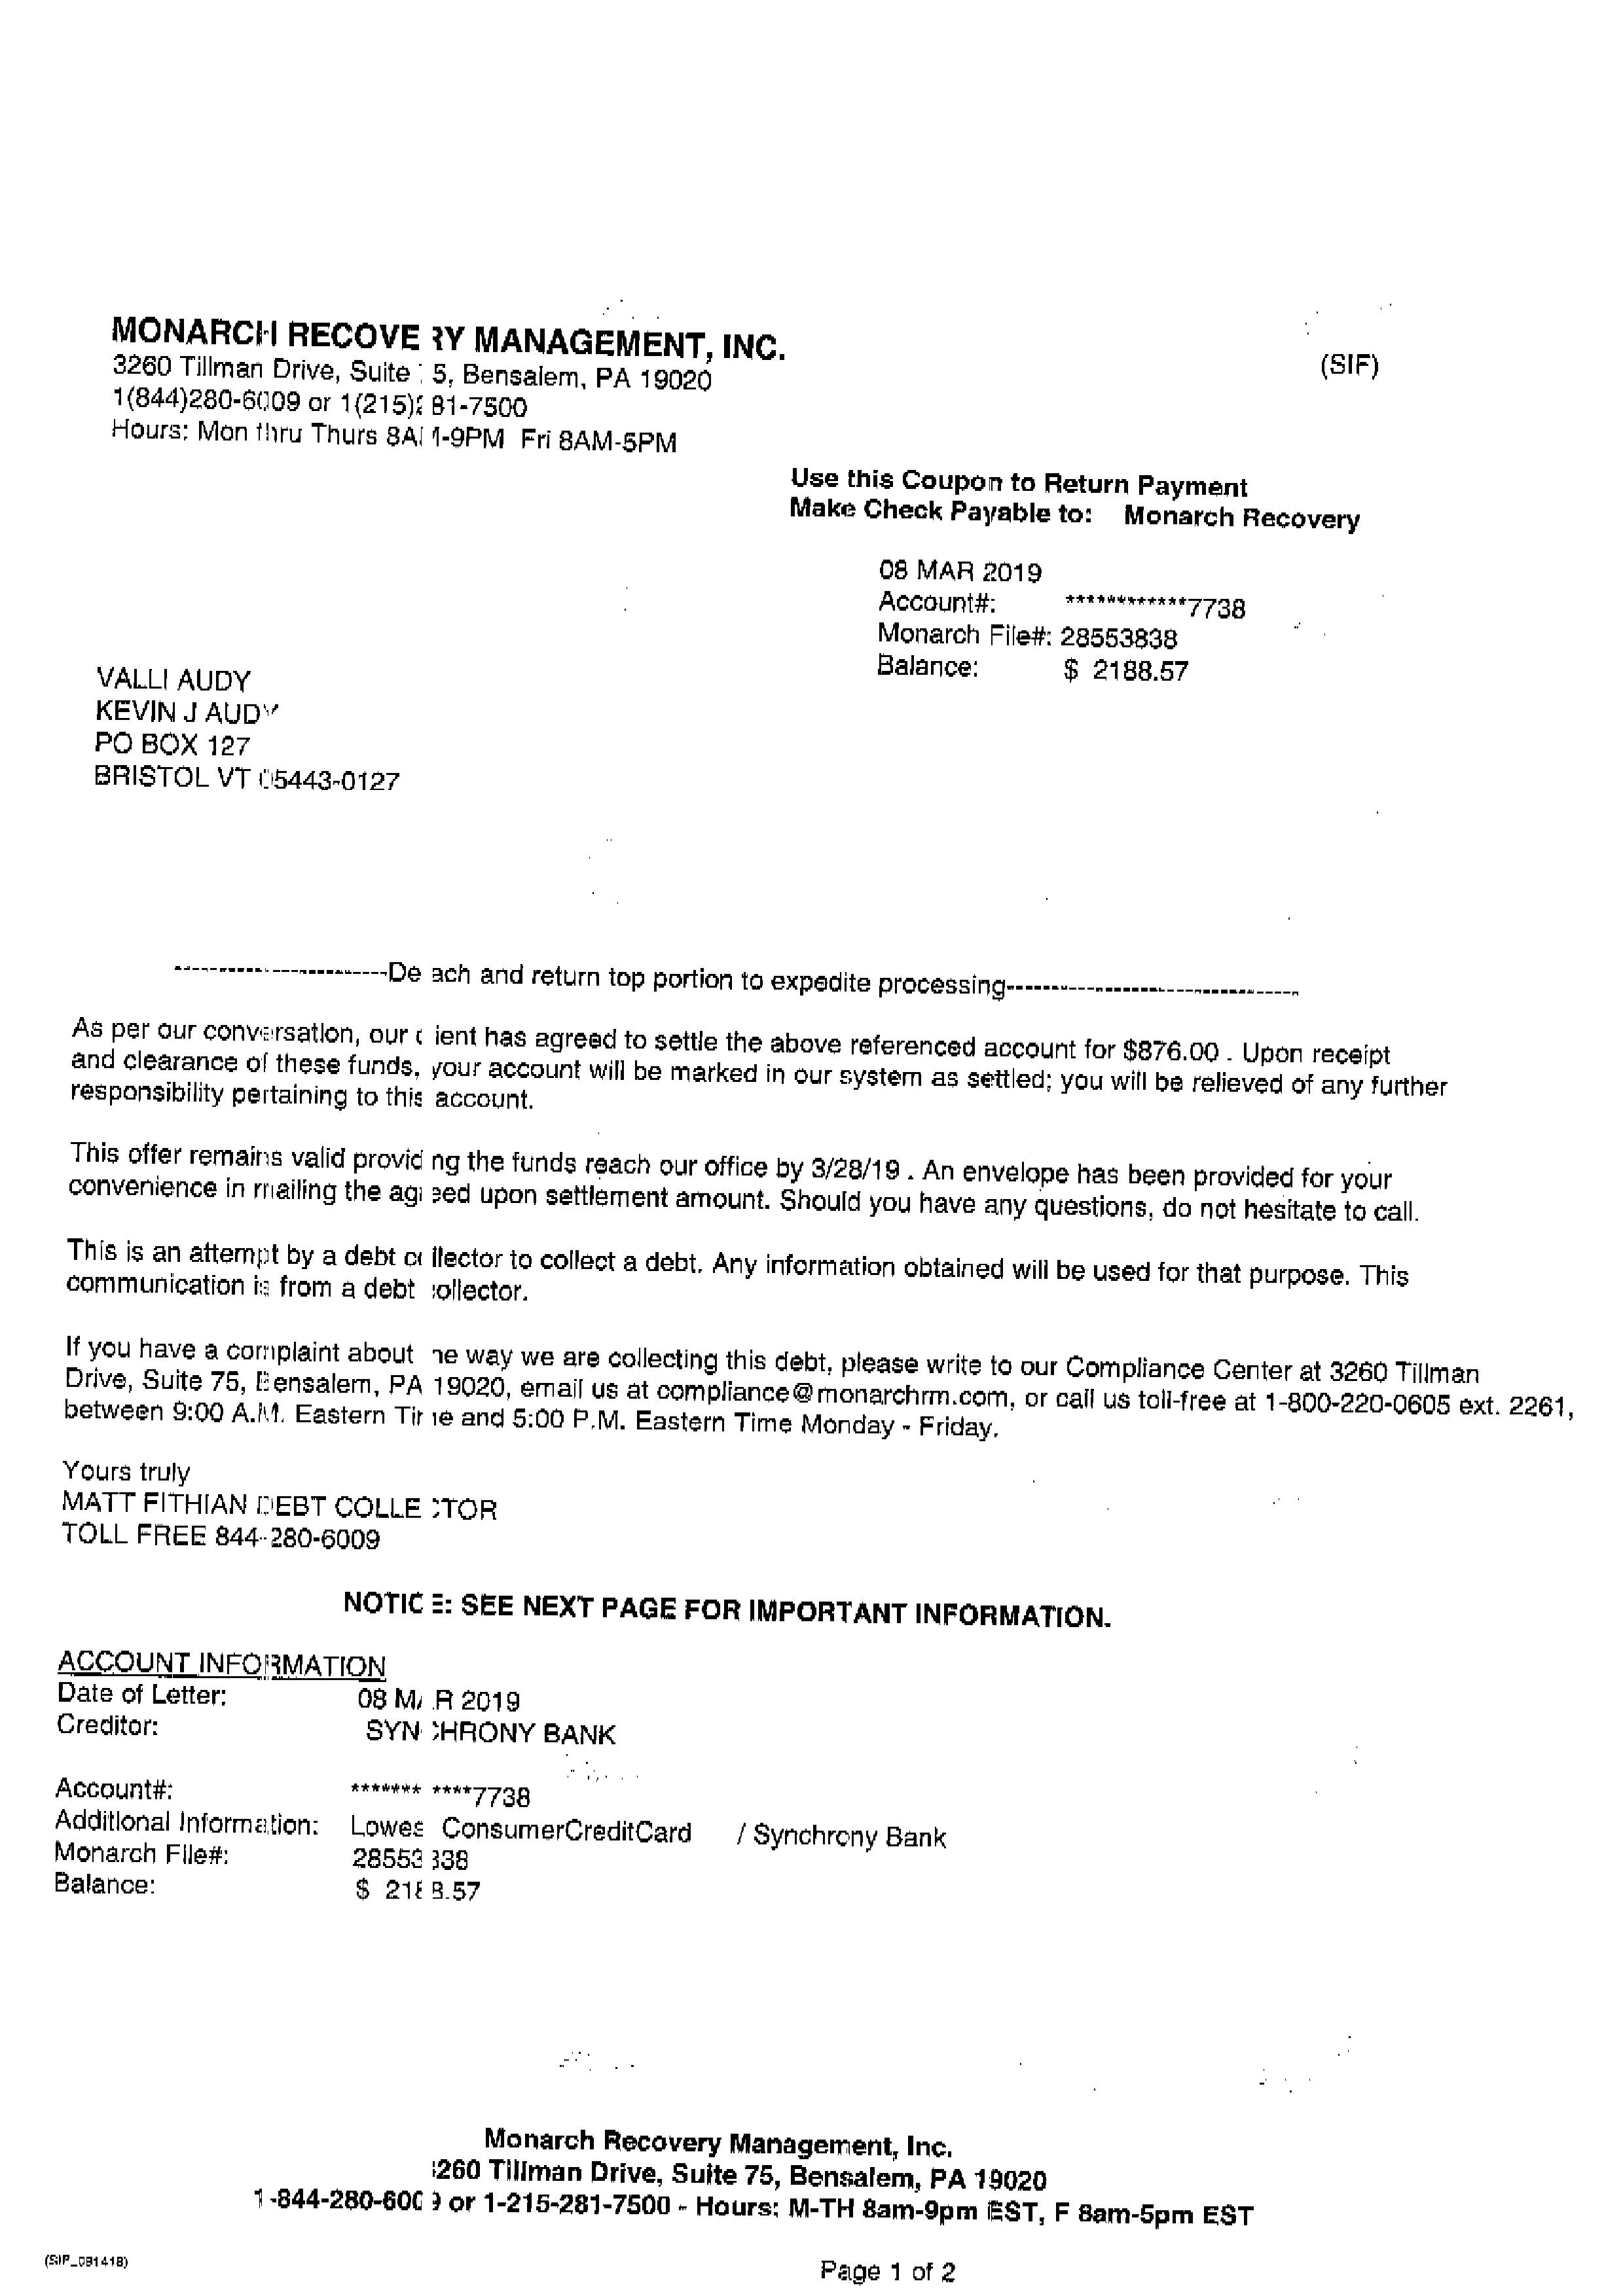 MONARCH RECOVERY MANAGEMENT, INC.
3260 Tillman Drive, Suite 75, Bensalem, PA 19020
1(844)280-6009 or 1(215)281-7500
Hours: Mon thru Thurs 8AM-9PM Fri 8AM-5PM
(SIF)
Use this Coupon to Return Payment
Make Check Payable to: Monarch Recovery
08 MAR 2019
Account#: ************7738
Monarch File#: 28553838
Balance: $ 2188.57
VALLI AUDY
KEVIN J AUDY
PO BOX 127
BRISTOL VT 05443-0127
------------------------Detach and return top portion to expedite processing---------------------------------
As per our conversation, our client has agreed to settle the above referenced account for $876.00 . Upon receipt
and clearance of these funds, your account will be marked in our system as settled; you will be relieved of any further
responsibility pertaining to this account.
This offer remains valid providing the funds reach our office by 3/28/19 . An envelope has been provided for your
convenience in mailing the agreed upon settlement amount. Should you have any questions, do not hesitate to call.
This is an attempt by a debt collector to collect a debt. Any information obtained will be used for that purpose. This
communication is from a debt collector.
If you have a complaint about the way we are collecting this debt, please write to our Compliance Center at 3260 Tillman
Drive, Suite 75, Bensalem, PA 19020, email us at compliance@monarchrm.com, or call us toll-free at 1-800-220-0605 ext. 2261,
between 9:00 A.M. Eastern Time and 5:00 P.M. Eastern Time Monday - Friday.
Yours truly
MATT FITHIAN DEBT COLLECTOR
TOLL FREE 844-280-6009
NOTICE: SEE NEXT PAGE FOR IMPORTANT INFORMATION.
ACCOUNT INFORMATION
Date of Letter: 08 MAR 2019
Creditor: SYNCHRONY BANK
Account#: ************7738
Additional Information: Lowes ConsumerCreditCard / Synchrony Bank
Monarch File#: 28553838
Balance: $ 2188.57
Monarch Recovery Management, Inc.
3260 Tillman Drive, Suite 75, Bensalem, PA 19020
1-844-280-6009 or 1-215-281-7500 - Hours: M-TH 8am-9pm EST, F 8am-5pm EST
(SIP_091418)
Page 1 of 2